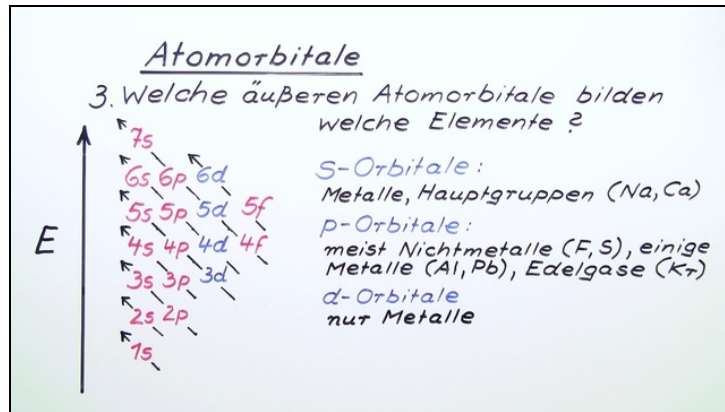 Atomorbitale
3. Welche äußeren Atomorbitale bilden
welche Elemente?
E
7s
6s 6p 6d
5s 5p 5d 5f
4s 4p 4d 4f
3s 3p 3d
2s 2p
1s
S-Orbitale:
Metalle, Hauptgruppen (Na, Ca)
p-Orbitale:
meist Nichtmetalle (F, S), einige
Metalle (Al, Pb), Edelgase (Kr)
d-Orbitale
nur Metalle